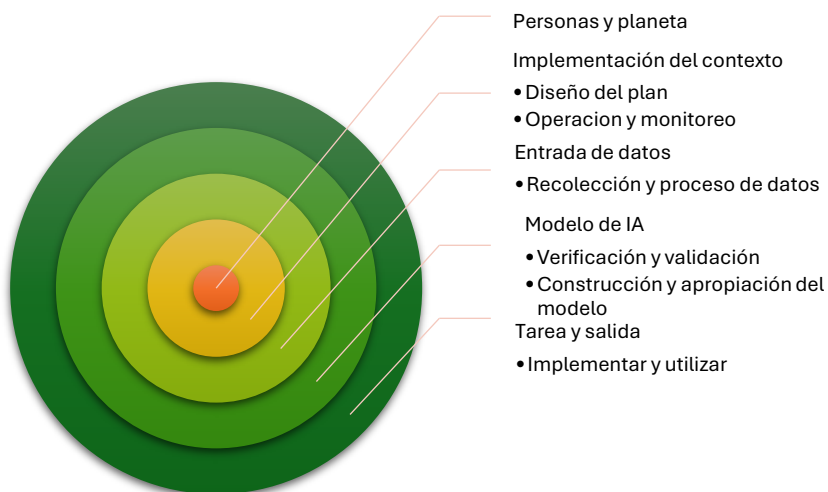 Personas y planeta
Implementación del contexto
•Diseño del plan
•Operacion y monitoreo
Entrada de datos
•Recolección y proceso de datos
Modelo de IA
•Verificación y validación
•Construcción y apropiación del
modelo
Tarea y salida
•Implementar y utilizar